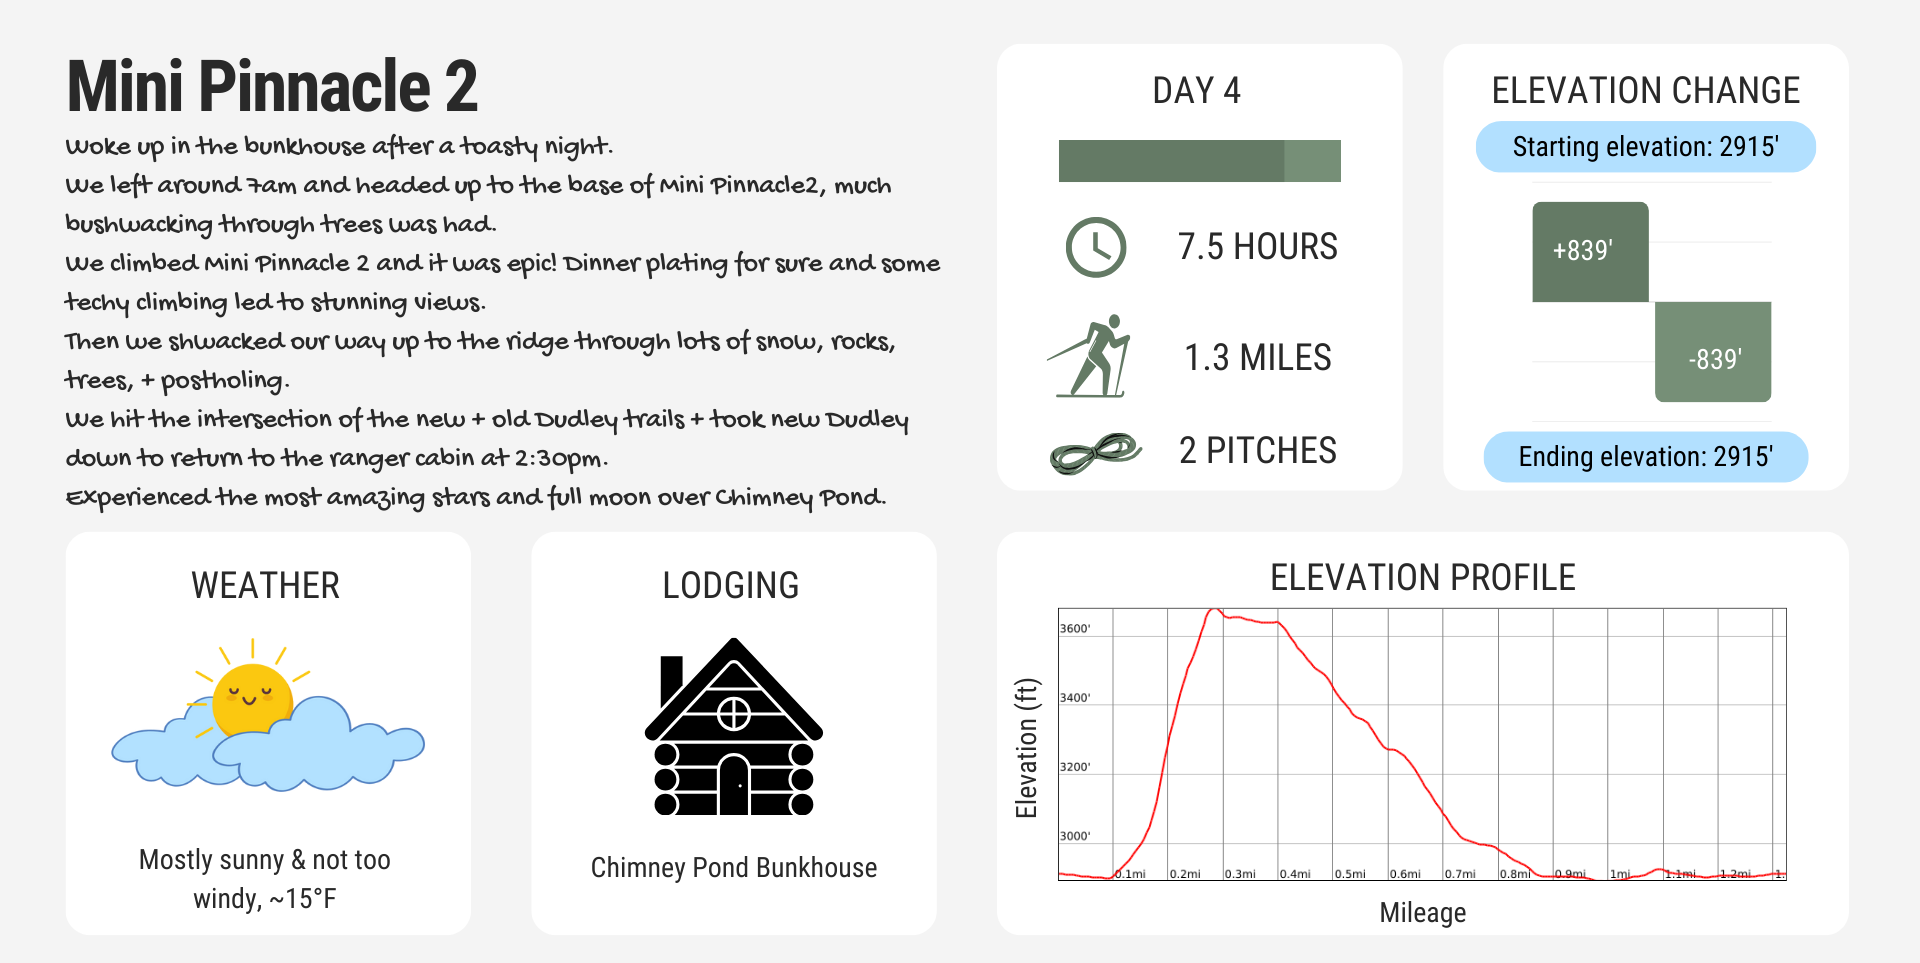 Mini Pinnacle 2
Woke up in the bunkhouse after a toasty night.
We left around 7am and headed up to the base of Mini Pinnacle2, much
bushwacking through trees was had.
We climbed Mini Pinnacle 2 and it was epic! Dinner plating for sure and some
techy climbing led to stunning views.
Then we shwacked our way up to the ridge through lots of snow, rocks,
trees, + postholing.
We hit the intersection of the new + old Dudley trails + took new Dudley
down to return to the ranger cabin at 2:30pm.
Experienced the most amazing stars and full moon over Chimney Pond.
DAY 4
7.5 HOURS
1.3 MILES
2 PITCHES
ELEVATION CHANGE
Starting elevation: 2915'
+839'
-839'
Ending elevation: 2915'
WEATHER
Mostly sunny & not too
windy, ~15°F
LODGING
Chimney Pond Bunkhouse
ELEVATION PROFILE
Elevation (ft)
3600'
3400'
3200'
3000'
0.1mi 0.2mi 0.3mi 0.4mi 0.5mi 0.6mi 0.7mi 0.8mi 0.9mi 1mi 1.1mi 1.2mi 1.
Mileage